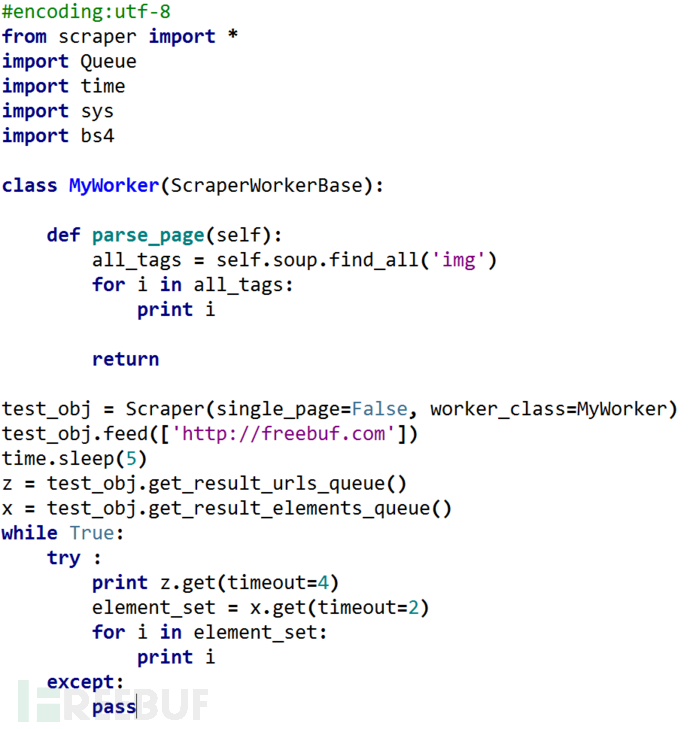 #encoding:utf-8
from scraper import *
import Queue
import time
import sys
import bs4

class MyWorker(ScraperWorkerBase):

    def parse_page(self):
        all_tags = self.soup.find_all('img')
        for i in all_tags:
            print i

        return

test_obj = Scraper(single_page=False, worker_class=MyWorker)
test_obj.feed(['http://freebuf.com'])
time.sleep(5)
z = test_obj.get_result_urls_queue()
x = test_obj.get_result_elements_queue()
while True:
    try :
        print z.get(timeout=4)
        element_set = x.get(timeout=2)
        for i in element_set:
            print i
    except:
        pass
FREEBUF